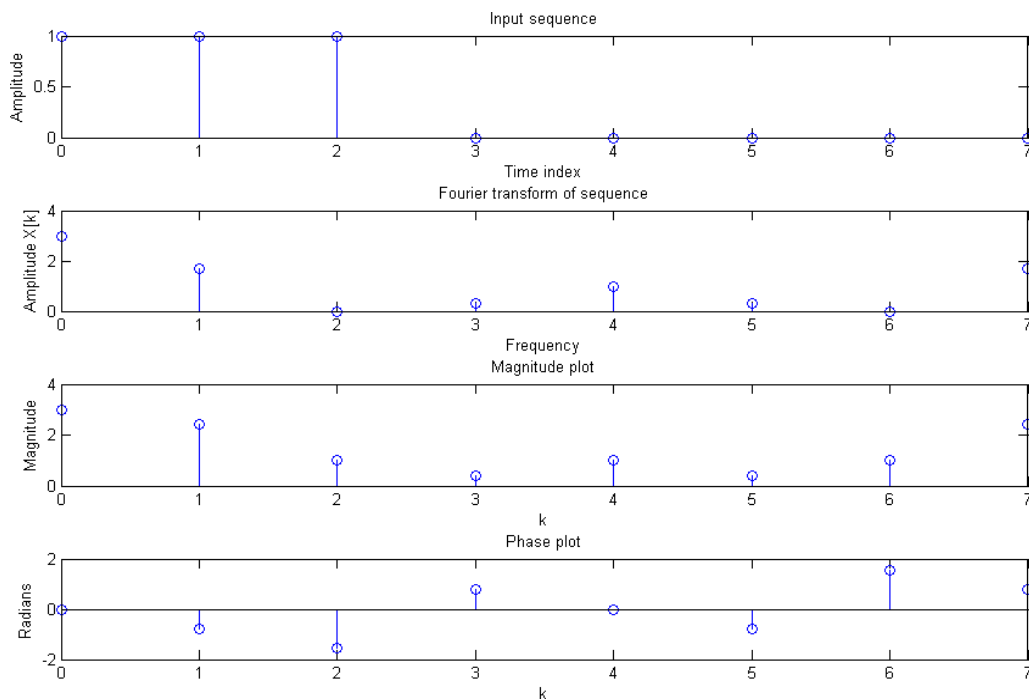 Input sequence
Amplitude
1
0.5
0
0 1 2 3 4 5 6 7
Time index
Fourier transform of sequence
Amplitude X[k]
4
2
0
0 1 2 3 4 5 6 7
Frequency
Magnitude plot
Magnitude
4
2
0
0 1 2 3 4 5 6 7
k
Phase plot
Radians
2
0
-2
0 1 2 3 4 5 6 7
k